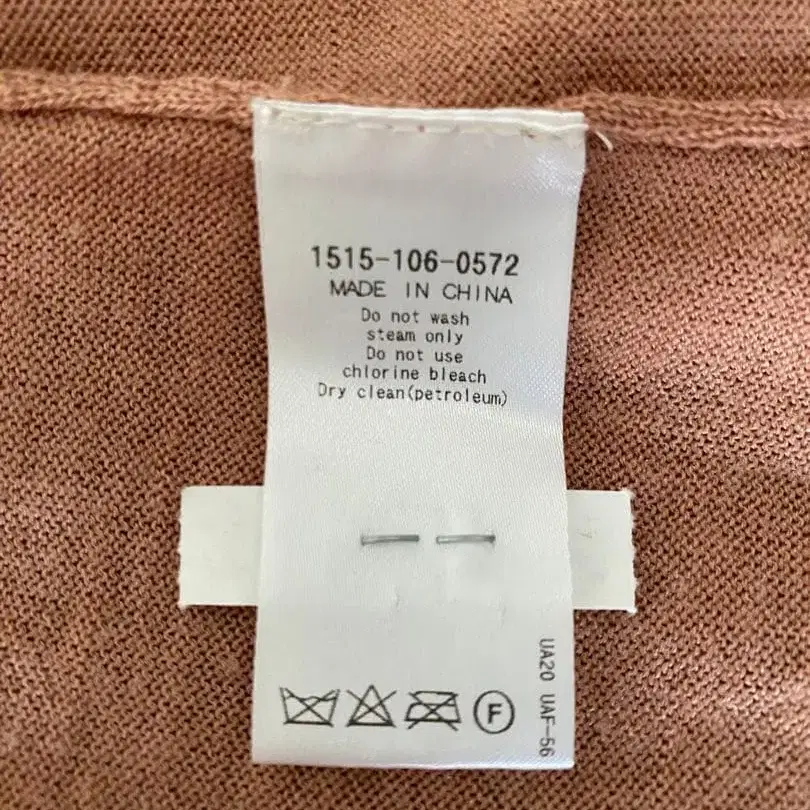 1515-106-0572
MADE IN CHINA
Do not wash
steam only
Do not use
chlorine bleach
Dry clean(petroleum)
UA20 UAF-56
F